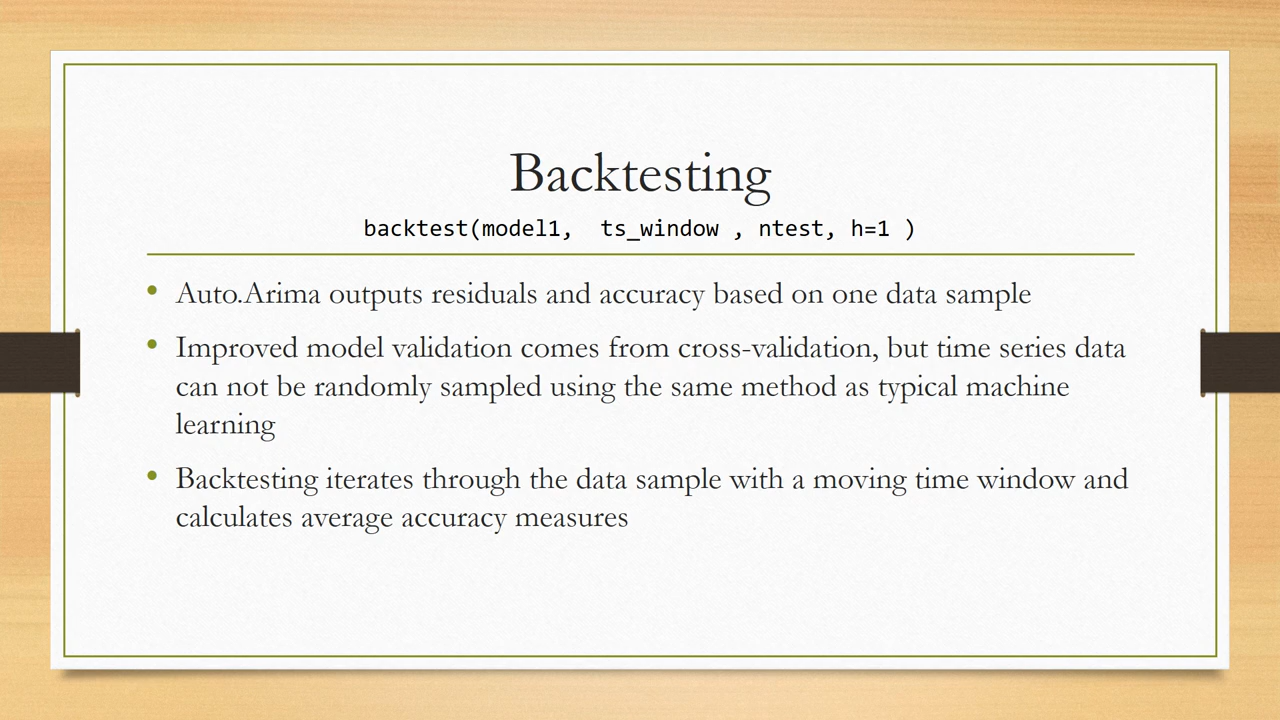 Backtesting
backtest(model1,  ts_window , ntest, h=1 )
• Auto.Arima outputs residuals and accuracy based on one data sample
• Improved model validation comes from cross-validation, but time series data
can not be randomly sampled using the same method as typical machine
learning
• Backtesting iterates through the data sample with a moving time window and
calculates average accuracy measures